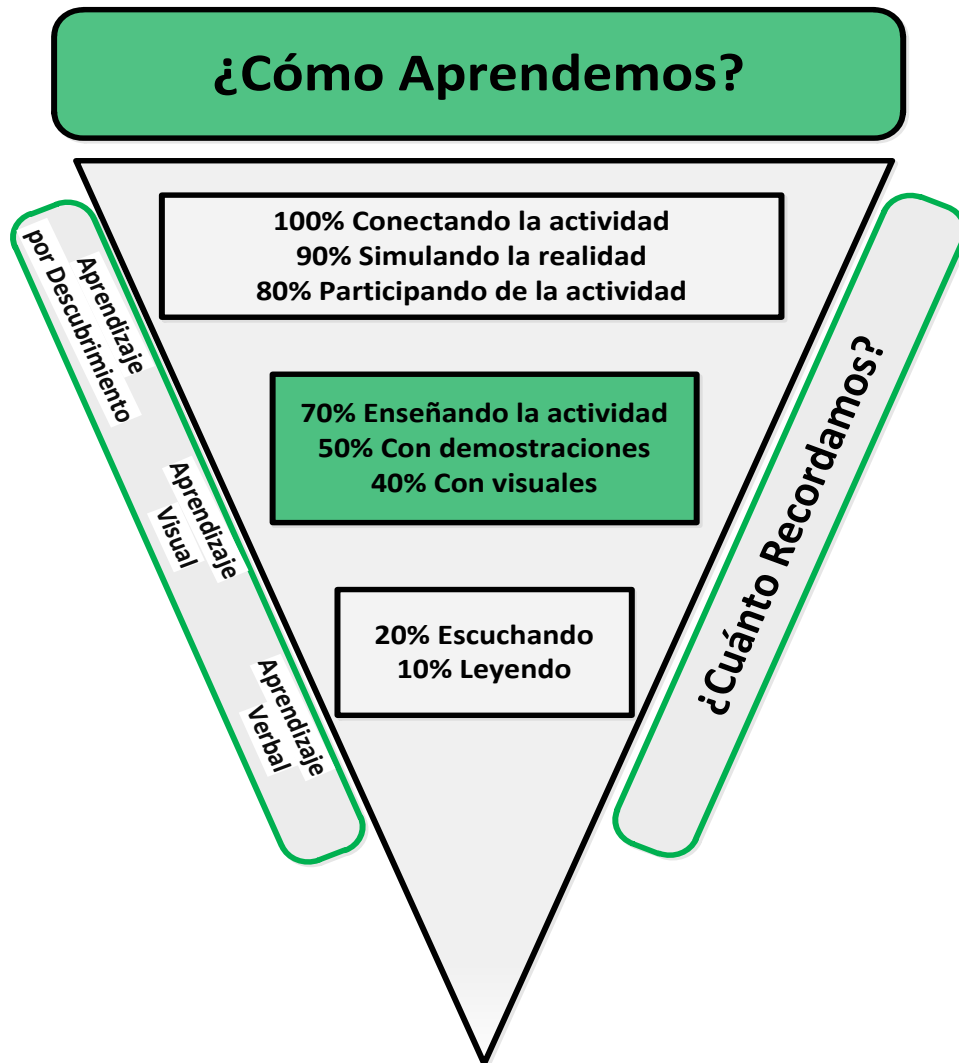 ¿Cómo Aprendemos?
100% Conectando la actividad
90% Simulando la realidad
80% Participando de la actividad
70% Enseñando la actividad
50% Con demostraciones
40% Con visuales
20% Escuchando
10% Leyendo
Aprendizaje
por Descubrimiento
Aprendizaje
Visual
Aprendizaje
Verbal
¿Cuánto Recordamos?